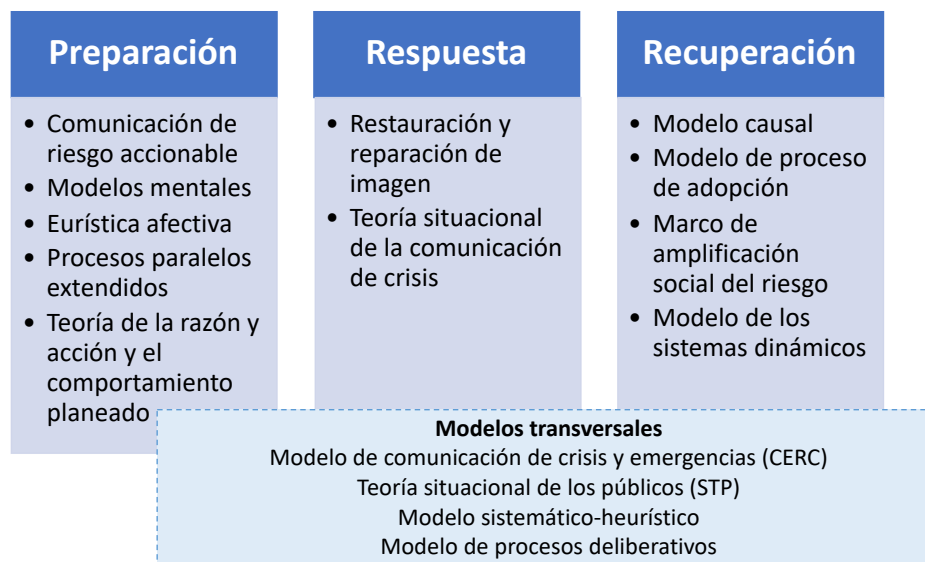 Preparación
• Comunicación de
riesgo accionable
• Modelos mentales
• Eurística afectiva
• Procesos paralelos
extendidos
• Teoría de la razón y
acción y el
comportamiento
planeado
Respuesta
• Restauración y
reparación de
imagen
• Teoría situacional
de la comunicación
de crisis
Recuperación
• Modelo causal
• Modelo de proceso
de adopción
• Marco de
amplificación
social del riesgo
• Modelo de los
sistemas dinámicos
Modelos transversales
Modelo de comunicación de crisis y emergencias (CERC)
Teoría situacional de los públicos (STP)
Modelo sistemático-heurístico
Modelo de procesos deliberativos